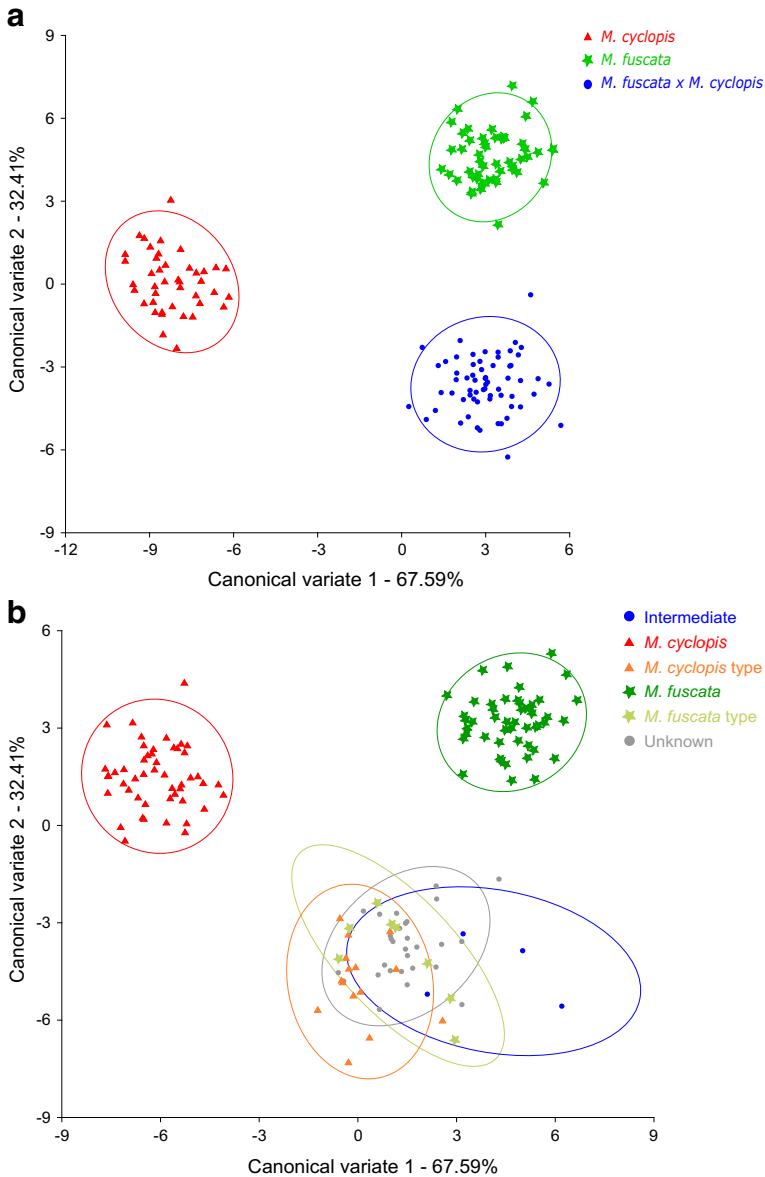 a
M. cyclopis
M. fuscata
M. fuscata x M. cyclopis
9
6
3
0
-3
-6
-9
Canonical variate 2 - 32.41%
-12
-9
-6
-3
0
3
6
Canonical variate 1 - 67.59%
b
Intermediate
M. cyclopis
M. cyclopis type
M. fuscata
M. fuscata type
Unknown
6
3
0
-3
-6
-9
Canonical variate 2 - 32.41%
-9
-6
-3
0
3
6
9
Canonical variate 1 - 67.59%